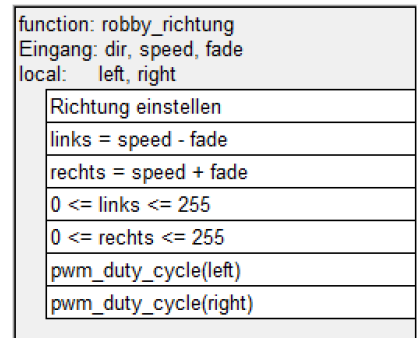 function: robby_richtung
Eingang: dir, speed, fade
local: left, right
Richtung einstellen
links = speed - fade
rechts = speed + fade
0 <= links <= 255
0 <= rechts <= 255
pwm_duty_cycle(left)
pwm_duty_cycle(right)